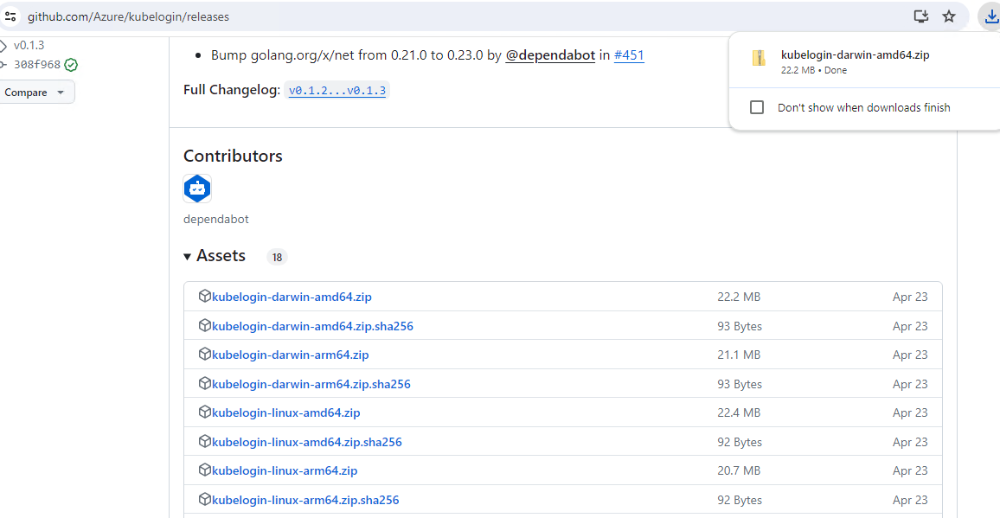 github.com/Azure/kubelogin/releases
v0.1.3
308f968
Compare
Bump golang.org/x/net from 0.21.0 to 0.23.0 by @dependabot in #451
Full Changelog: v0.1.2...v0.1.3
kubelogin-darwin-amd64.zip
22.2 MB • Done
Don't show when downloads finish
Contributors
dependabot
Assets 18
kubelogin-darwin-amd64.zip 22.2 MB Apr 23
kubelogin-darwin-amd64.zip.sha256 93 Bytes Apr 23
kubelogin-darwin-arm64.zip 21.1 MB Apr 23
kubelogin-darwin-arm64.zip.sha256 93 Bytes Apr 23
kubelogin-linux-amd64.zip 22.4 MB Apr 23
kubelogin-linux-amd64.zip.sha256 92 Bytes Apr 23
kubelogin-linux-arm64.zip 20.7 MB Apr 23
kubelogin-linux-arm64.zip.sha256 92 Bytes Apr 23